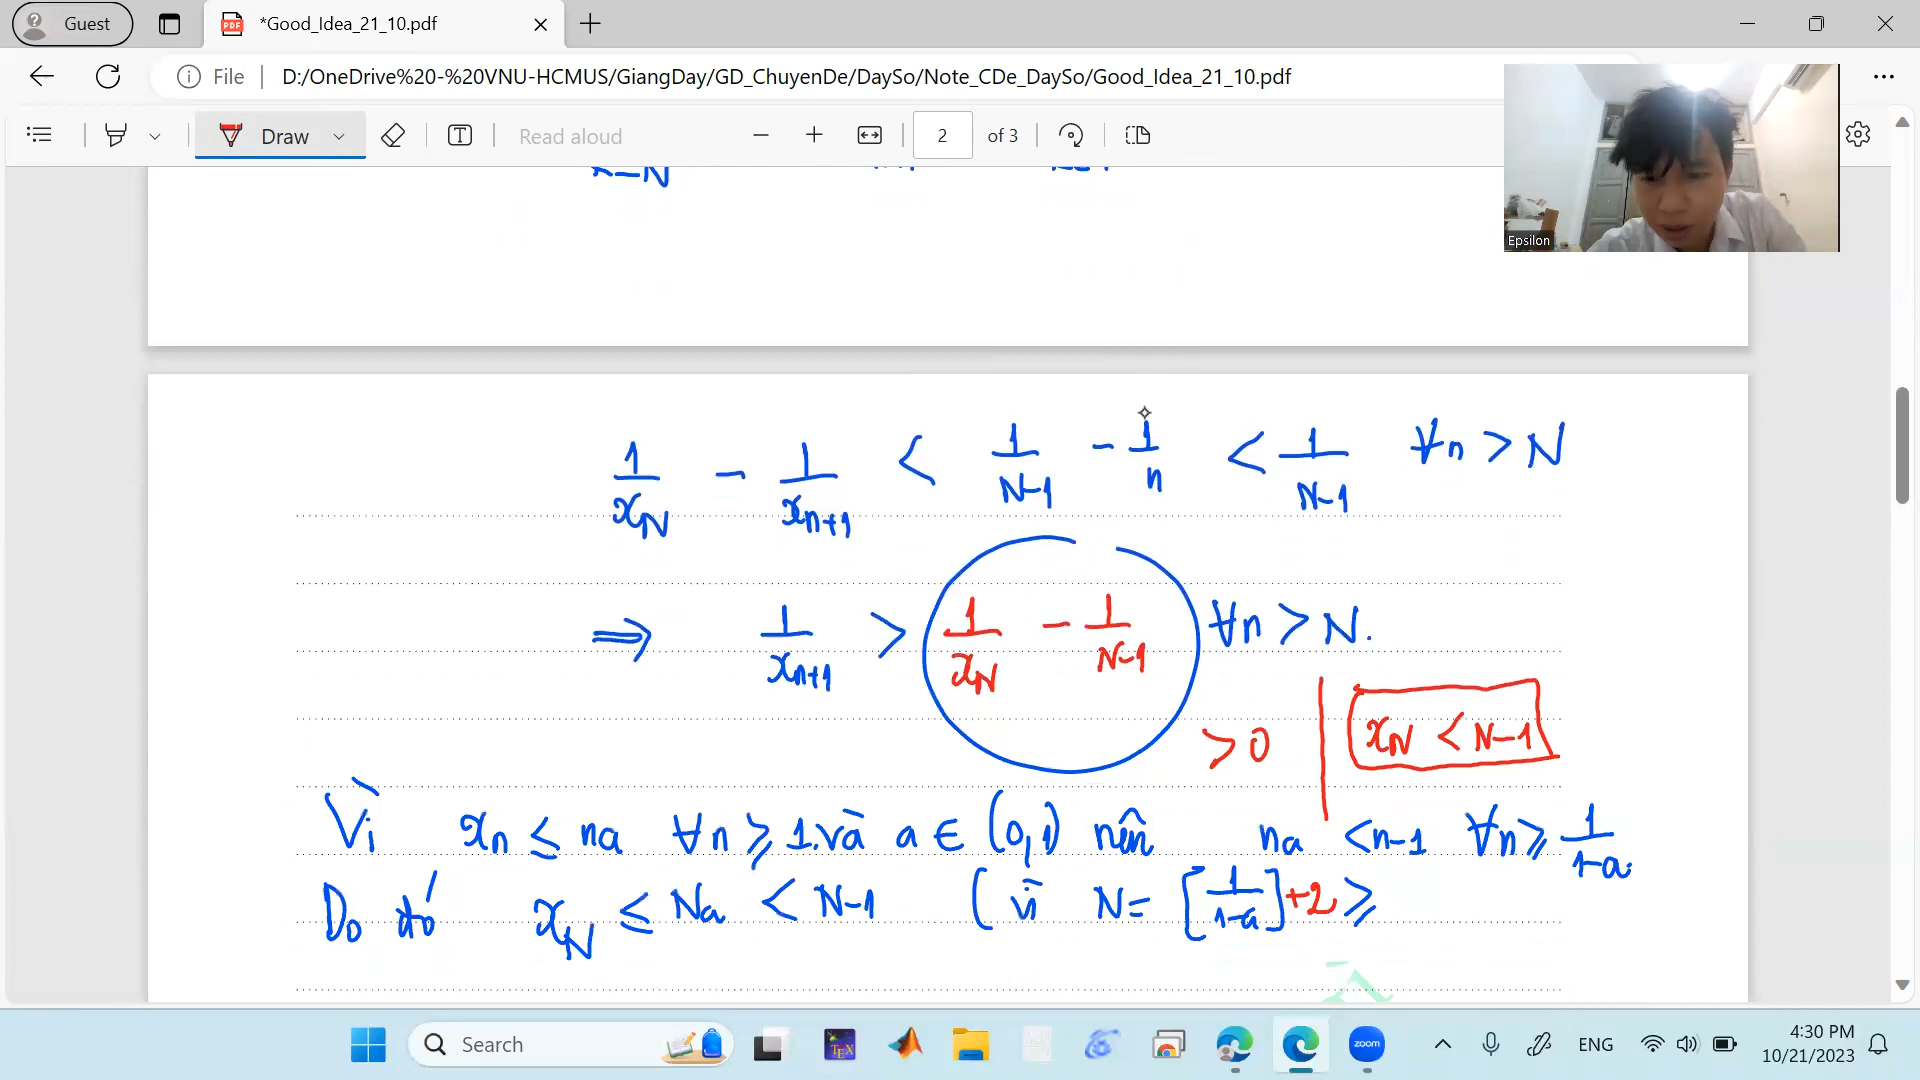 Guest
*Good_Idea_21_10.pdf
File
D:/OneDrive%20-%20VNU-HCMUS/GiangDay/GD_ChuyenDe/DaySo/Note_CDe_DaySo/Good_Idea_21_10.pdf
Draw
Read aloud
2 of 3
Epsilon
1/x_N - 1/x_{n+1} < 1/(N-1) - 1/n < 1/(N-1) ∀n > N
⇒ 1/x_{n+1} > 1/x_N - 1/(N-1) ∀n > N.
> 0 | x_N < N-1
Vì x_n ≤ na ∀n ≥ 1 và a ∈ (0,1) nên na < n-1 ∀n ≥ 1/(1-a)
Do đó x_N ≤ Na < N-1 (vì N = [1/(1-a)] +2 ≥
Search
ENG
4:30 PM
10/21/2023